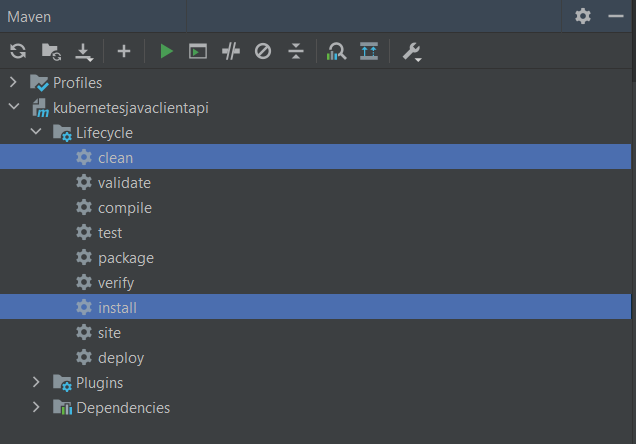 Maven
Profiles
kubernetesjavaclientapi
Lifecycle
clean
validate
compile
test
package
verify
install
site
deploy
Plugins
Dependencies